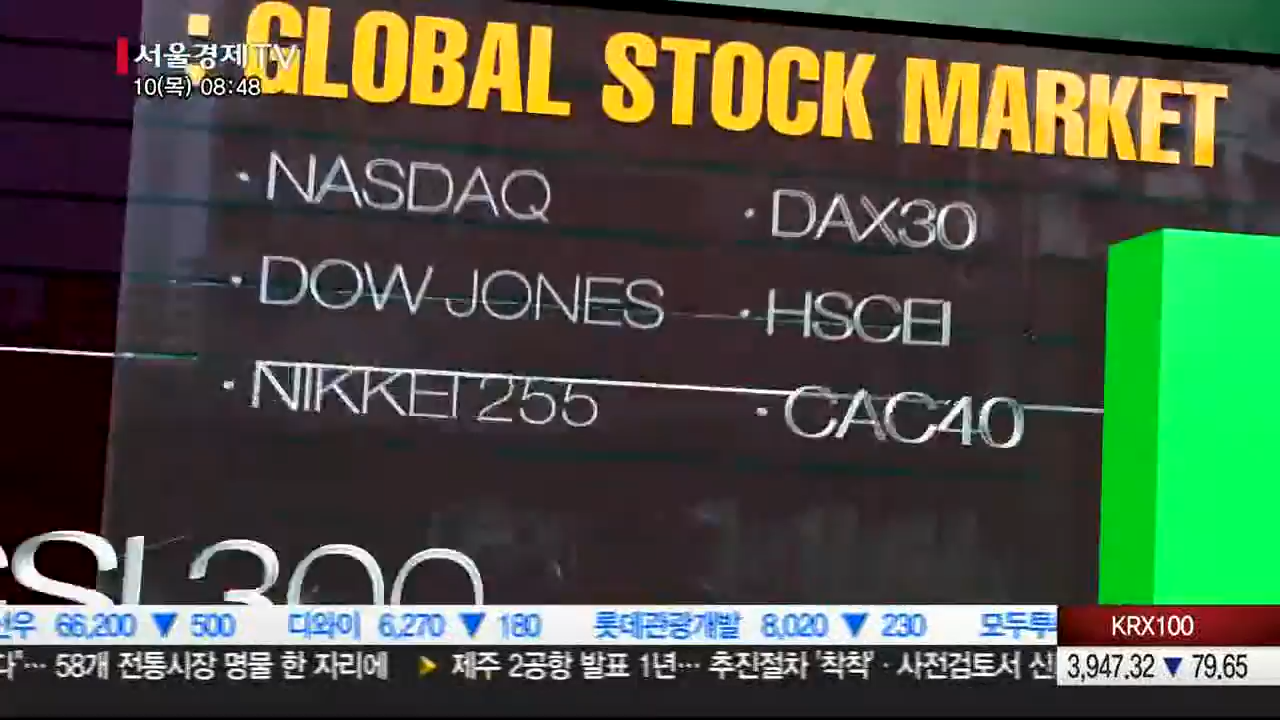 서울경제TV
10(목) 08:48
: GLOBAL STOCK MARKET
· NASDAQ
· DAX30
· DOW JONES
· HSCEI
· NIKKEI 255
· CAC40
CSI 300
선우 66,200 ▼ 500 디와이 6,270 ▼ 180 롯데관광개발 8,020 ▼ 230 모두투
KRX100
다"··· 58개 전통시장 명물 한 자리에 ▶ 제주 2공항 발표 1년··· 추진절차 '착착' · 사전검토서 신
3,947.32 ▼ 79.65